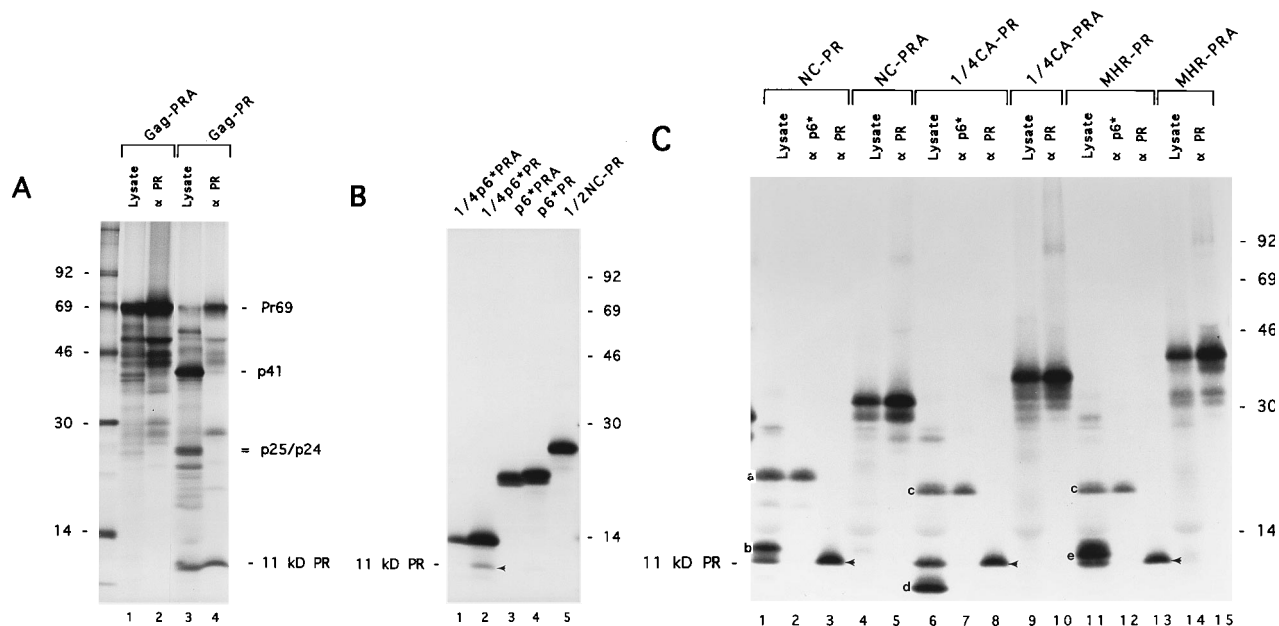 A
Gag-PRA
Gag-PR
Lysate
α PR
Lysate
α PR
92 -
69 -
46 -
30 -
14 -
- Pr69
- p41
= p25/p24
- 11 kD PR
1 2 3 4
B
1/4p6*PRA
1/4p6*PR
p6*PRA
p6*PR
1/2NC-PR
- 92
- 69
- 46
- 30
- 14
11 kD PR -
1 2 3 4 5
C
NC-PR
NC-PRA
1/4CA-PR
1/4CA-PRA
MHR-PR
MHR-PRA
Lysate
α p6*
α PR
Lysate
α PR
Lysate
α p6*
α PR
Lysate
α PR
Lysate
α p6*
α PR
Lysate
α PR
- 92
69
- 46
- 30
- 14
a
b
c
d
c
e
11 kD PR -
1 2 3 4 5 6 7 8 9 10 11 12 13 14 15